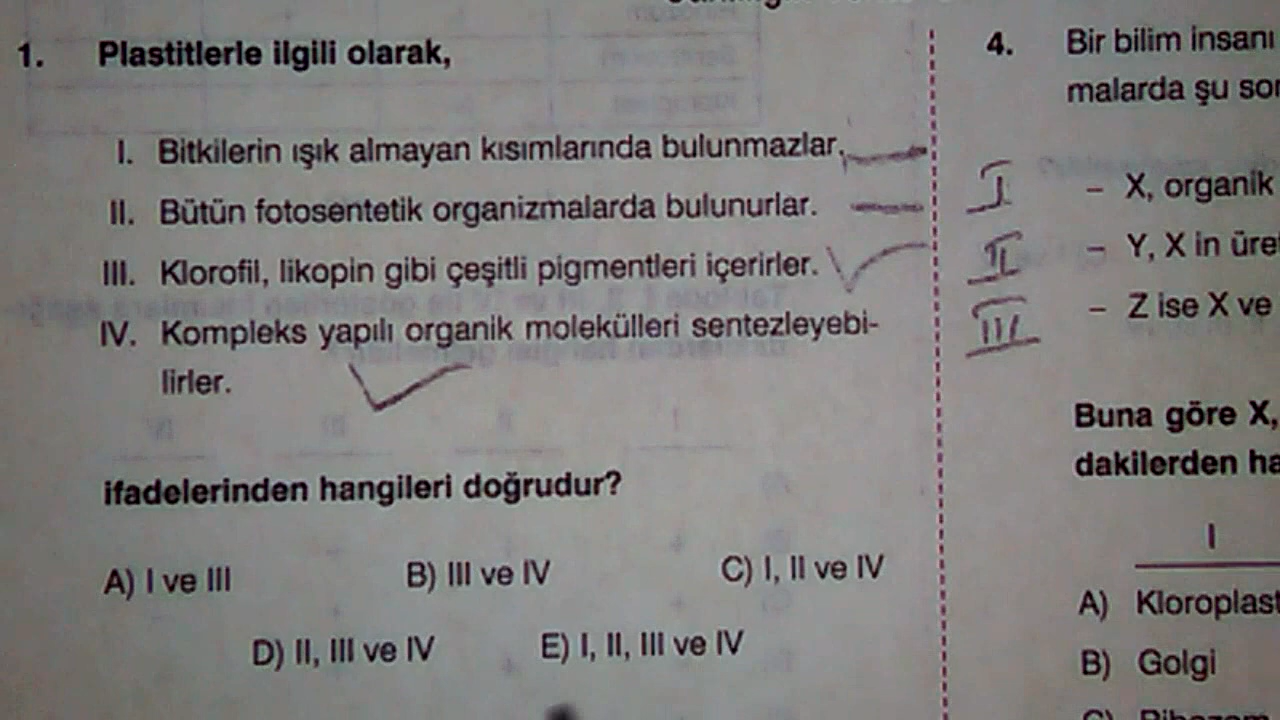 1. Plastitlerle ilgili olarak,
I. Bitkilerin ışık almayan kısımlarında bulunmazlar.
II. Bütün fotosentetik organizmalarda bulunurlar.
III. Klorofil, likopin gibi çeşitli pigmentleri içerirler.
IV. Kompleks yapılı organik molekülleri sentezleyebi-
lirler.
ifadelerinden hangileri doğrudur?
A) I ve III B) III ve IV C) I, II ve IV
D) II, III ve IV E) I, II, III ve IV
4. Bir bilim insanı
malarda şu
I - X, organik
II - Y, X in
III - Z ise X ve
Buna göre X,
dakilerden
I
A) Kloroplast
B) Golgi